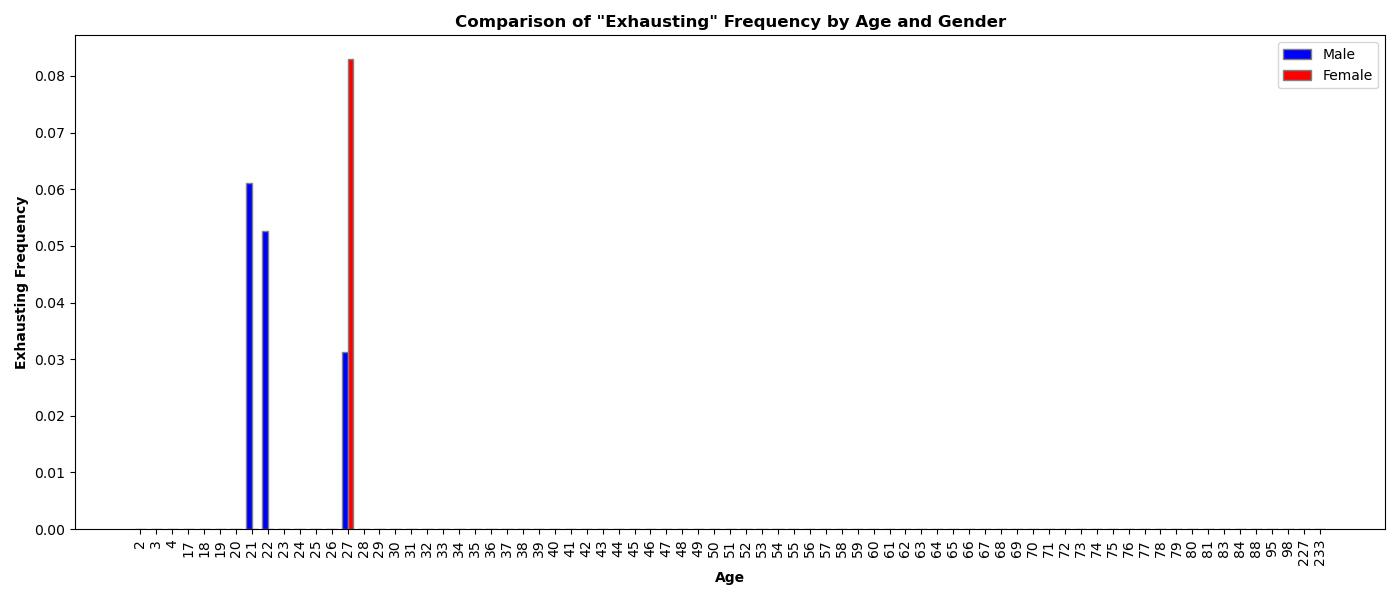 Comparison of "Exhausting" Frequency by Age and Gender
Male
Female
Exhausting Frequency
0.08
0.07
0.06
0.05
0.04
0.03
0.02
0.01
0.00
2 3 4 17 18 19 20 21 22 23 24 25 26 27 28 29 30 31 32 33 34 35 36 37 38 39 40 41 42 43 44 45 46 47 48 49 50 51 52 53 54 55 56 57 58 59 60 61 62 63 64 65 66 67 68 69 70 71 72 73 74 75 76 77 78 79 80 81 83 84 88 95 98 227 233
Age